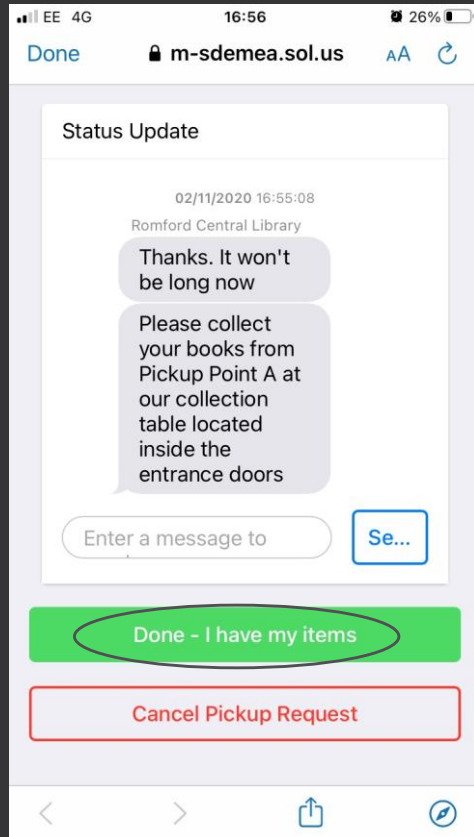 EE 4G 16:56 26%
Done m-sdemea.sol.us AA
Status Update
02/11/2020 16:55:08
Romford Central Library
Thanks. It won't
be long now
Please collect
your books from
Pickup Point A at
our collection
table located
inside the
entrance doors
Enter a message to
Se...
Done - I have my items
Cancel Pickup Request